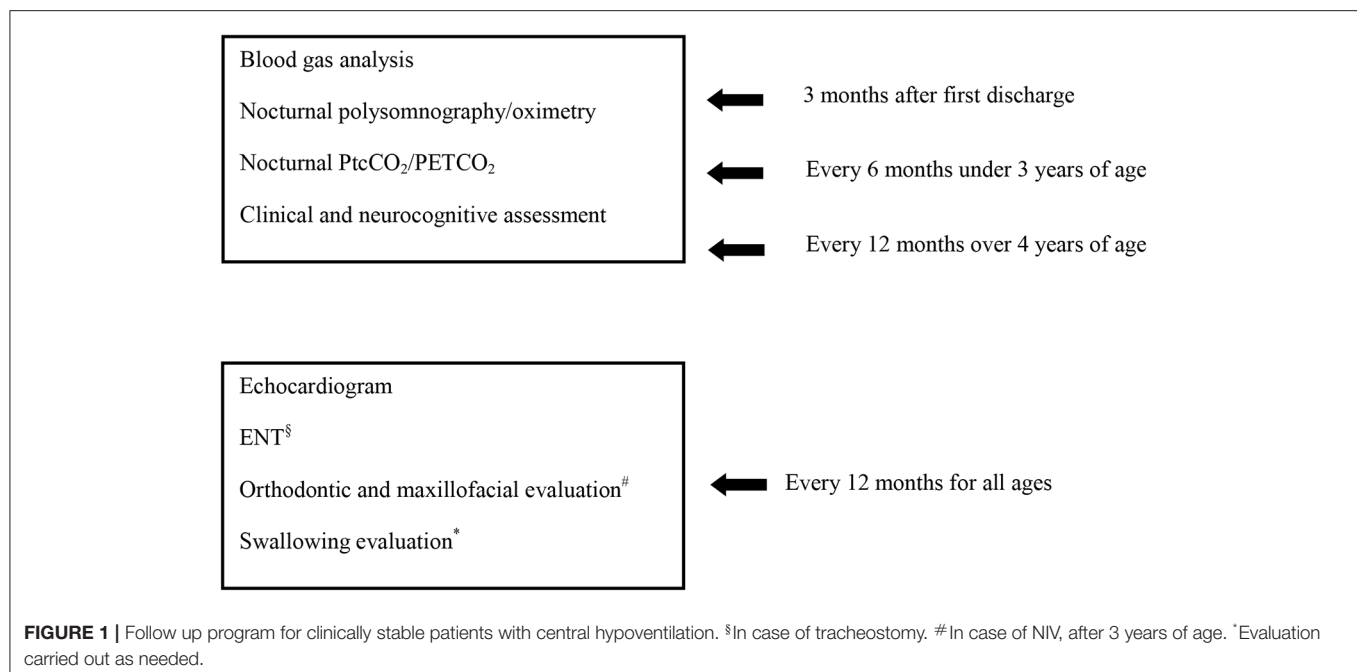 Blood gas analysis
Nocturnal polysomnography/oximetry
Nocturnal PtcCO₂/PETCO₂
Clinical and neurocognitive assessment
3 months after first discharge
Every 6 months under 3 years of age
Every 12 months over 4 years of age
Echocardiogram
ENT§
Orthodontic and maxillofacial evaluation#
Swallowing evaluation*
Every 12 months for all ages
FIGURE 1 | Follow up program for clinically stable patients with central hypoventilation. §In case of tracheostomy. #In case of NIV, after 3 years of age. *Evaluation
carried out as needed.